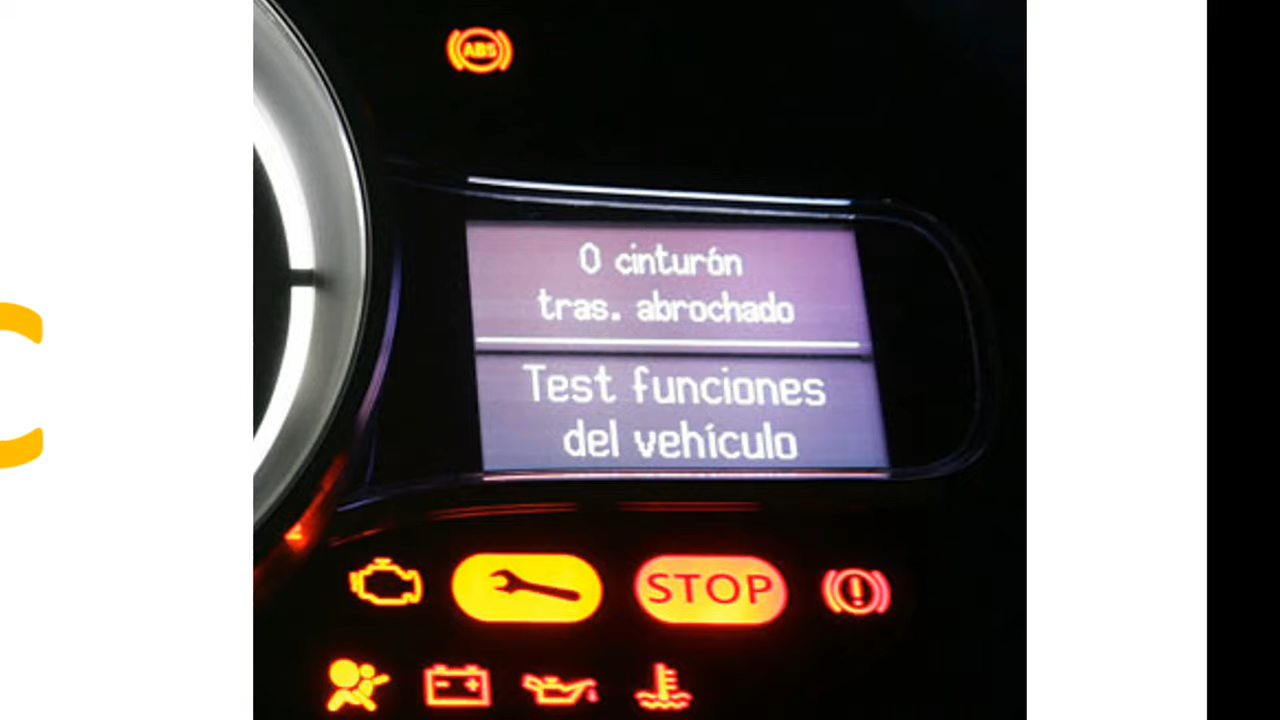 ABS
0 cinturón
tras. abrochado
Test funciones
del vehículo
STOP